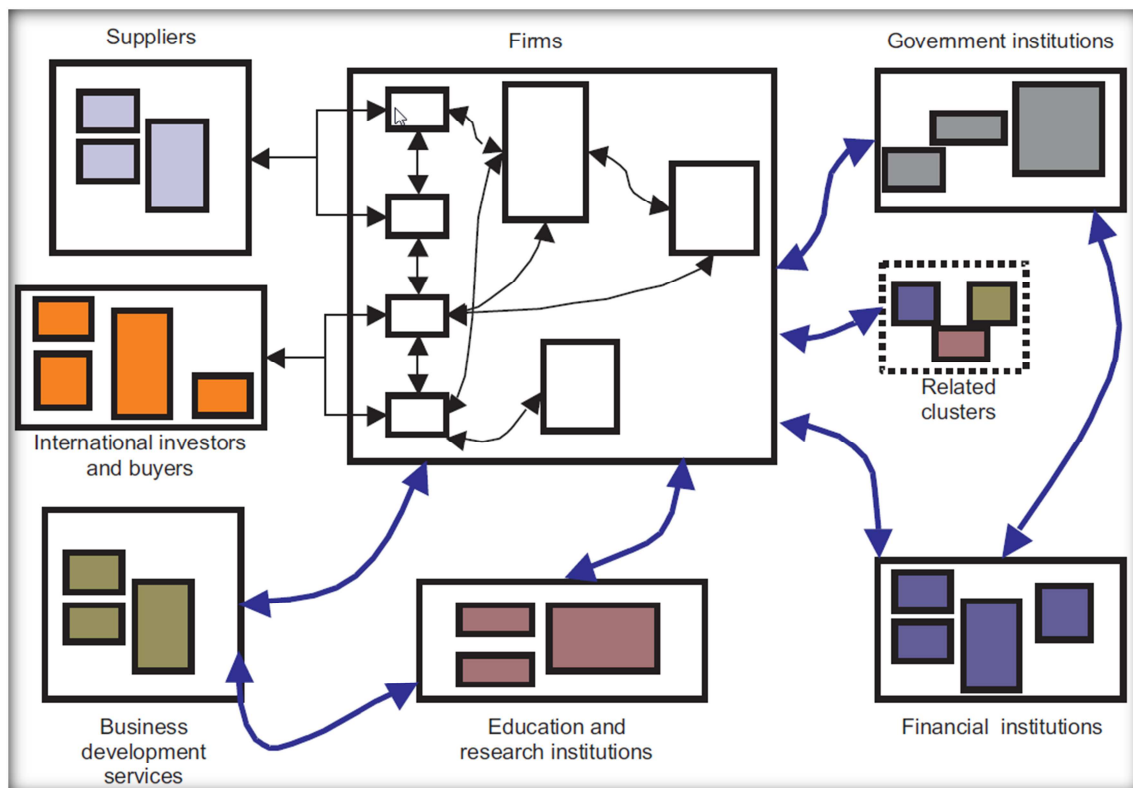 Suppliers
Firms
Government institutions
International investors
and buyers
Related
clusters
Business
development
services
Education and
research institutions
Financial institutions